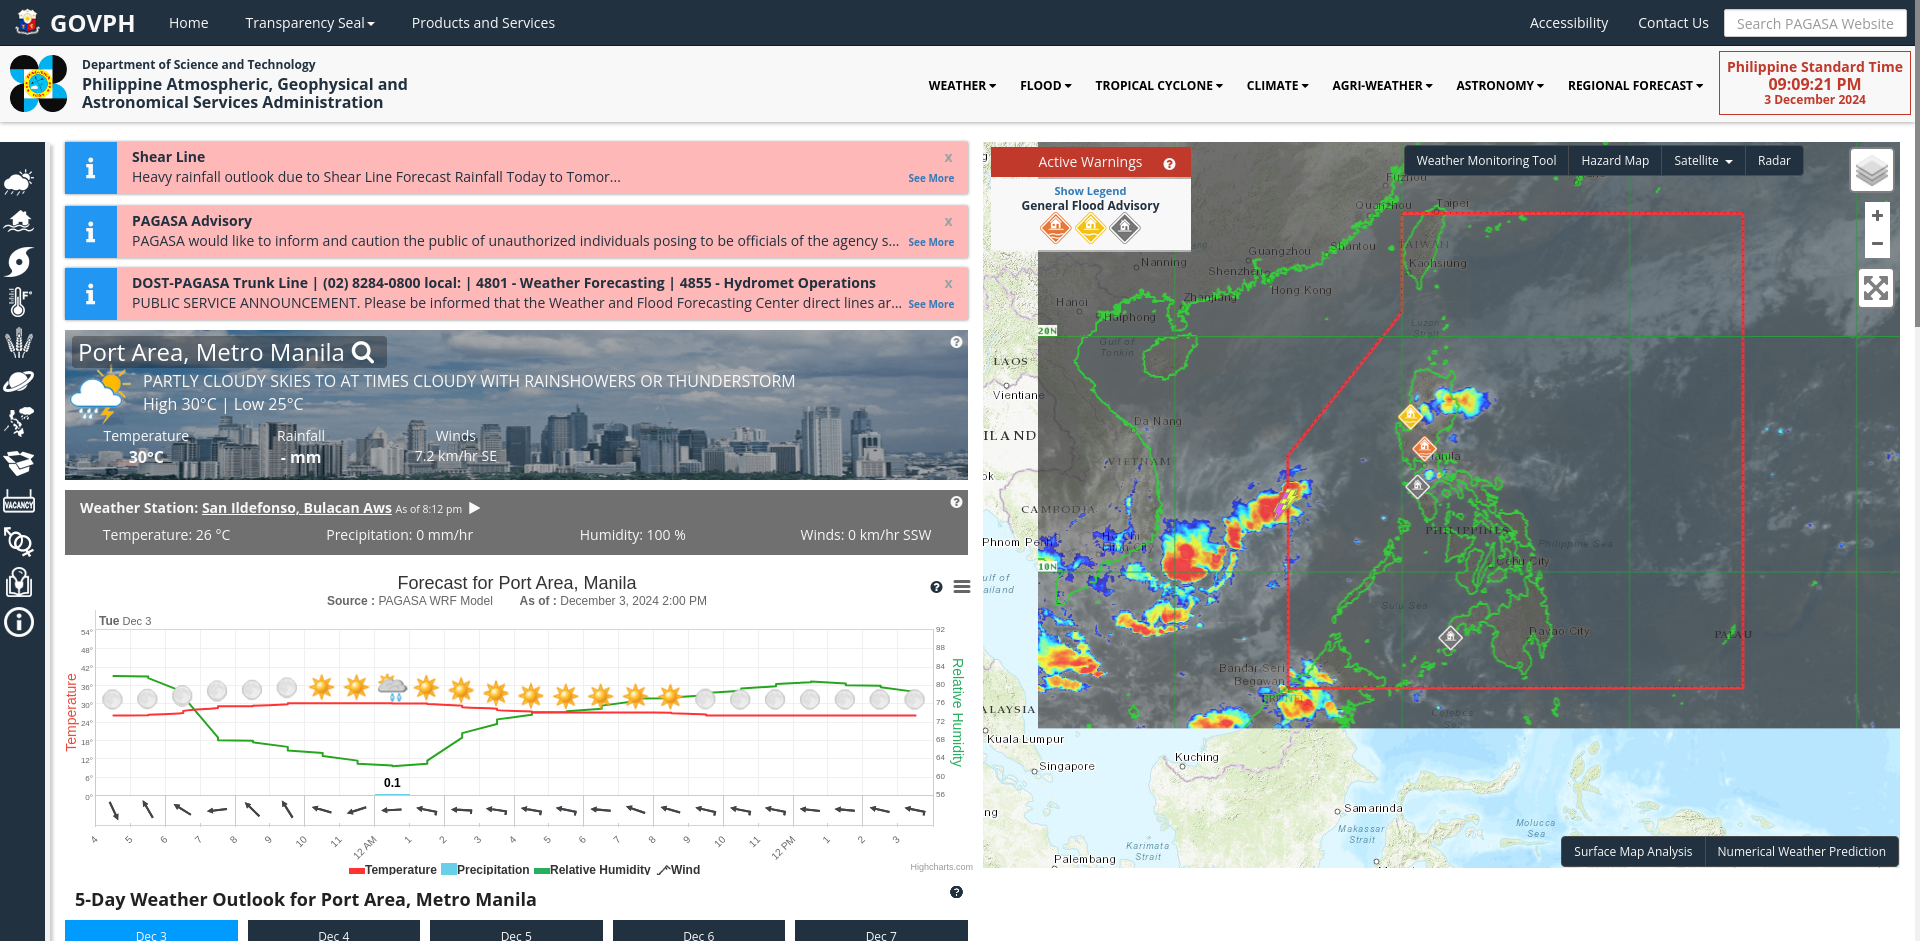 GOVPH
Home
Transparency Seal
Products and Services
Accessibility
Contact Us
Search PAGASA Website
Department of Science and Technology
Philippine Atmospheric, Geophysical and
Astronomical Services Administration
WEATHER
FLOOD
TROPICAL CYCLONE
CLIMATE
AGRI-WEATHER
ASTRONOMY
REGIONAL FORECAST
Philippine Standard Time
09:09:21 PM
3 December 2024
Shear Line
x
Heavy rainfall outlook due to Shear Line Forecast Rainfall Today to Tomor...
See More
PAGASA Advisory
x
PAGASA would like to inform and caution the public of unauthorized individuals posing to be officials of the agency s...
See More
DOST-PAGASA Trunk Line | (02) 8284-0800 local: | 4801 - Weather Forecasting | 4855 - Hydromet Operations
x
PUBLIC SERVICE ANNOUNCEMENT. Please be informed that the Weather and Flood Forecasting Center direct lines ar...
See More
Port Area, Metro Manila
PARTLY CLOUDY SKIES TO AT TIMES CLOUDY WITH RAINSHOWERS OR THUNDERSTORM
High 30°C | Low 25°C
Temperature
Rainfall
Winds
30°C
- mm
7.2 km/hr SE
Weather Station: San Ildefonso, Bulacan Aws As of 8:12 pm
Temperature: 26 °C
Precipitation: 0 mm/hr
Humidity: 100 %
Winds: 0 km/hr SSW
Forecast for Port Area, Manila
Source : PAGASA WRF Model As of : December 3, 2024 2:00 PM
Tue Dec 3
Temperature
54°
48°
42°
36°
30°
24°
18°
12°
6°
0°
92
88
84
80
76
72
68
64
60
56
Relative Humidity
0.1
4 5 6 7 8 9 10 11 12 AM 1 2 3 4 5 6 7 8 9 10 11 12 PM 1 2 3
Temperature Precipitation Relative Humidity Wind
Highcharts.com
5-Day Weather Outlook for Port Area, Metro Manila
Dec 3
Dec 4
Dec 5
Dec 6
Dec 7
VACANCY
Active Warnings
Show Legend
General Flood Advisory
Weather Monitoring Tool
Hazard Map
Satellite
Radar
+
−
Fuzhou
Quanzhou
Taipei
TAIWAN
Kaohsiung
Shantou
Guangzhou
Shenzhen
Hong Kong
Nanning
Zhanjiang
Hanoi
Haiphong
20N
Gulf of
Tonkin
Luzon
Strait
LAOS
Vientiane
Da Nang
ILAND
VIETNAM
ok
CAMBODIA
Phnom Pen
Ho Chi
Minh City
10N
ulf of
ailand
Manila
PHILIPPINES
Philippine Sea
Cebu City
Sulu Sea
Davao City
PALAU
Bandar Seri
Begawan
BRUNEI
Celebes
ALAYSIA
Kuala Lumpur
Singapore
Kuching
Samarinda
Makassar
Strait
Molucca
Sea
Karimata
Strait
Palembang
ng
Surface Map Analysis
Numerical Weather Prediction